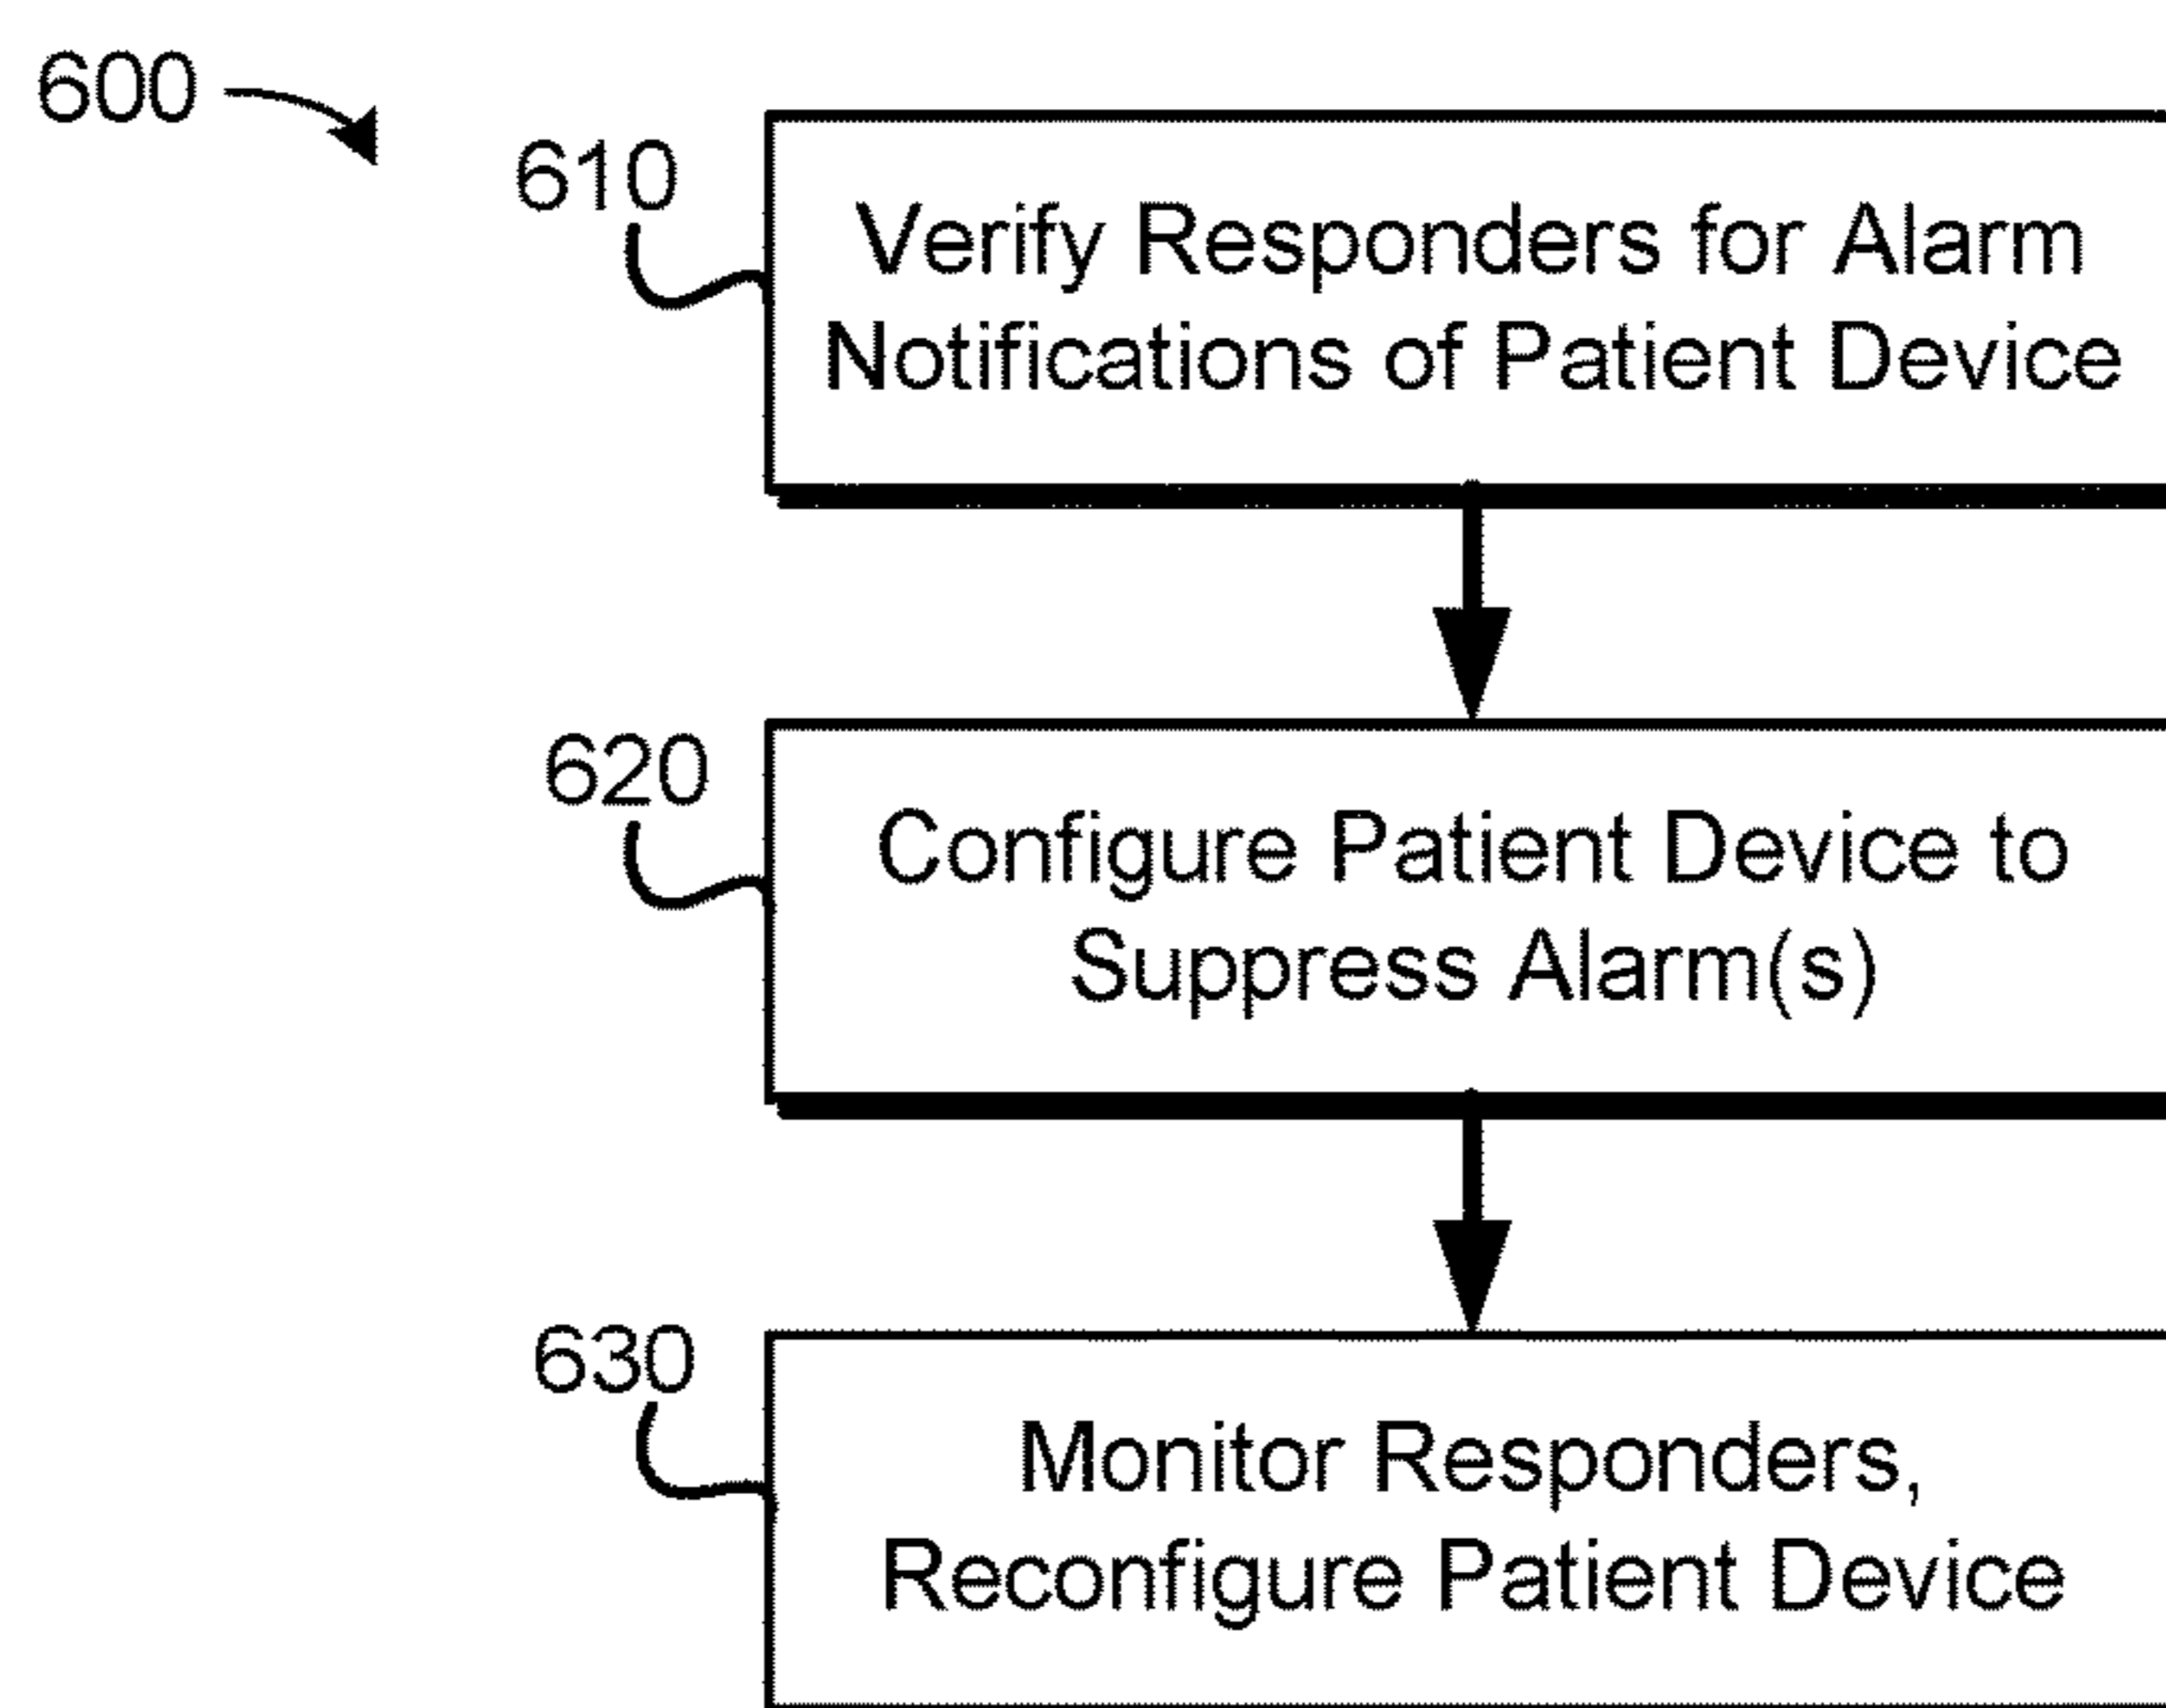 600
610
Verify Responders for Alarm
Notifications of Patient Device
620
Configure Patient Device to
Suppress Alarm(s)
630
Monitor Responders,
Reconfigure Patient Device